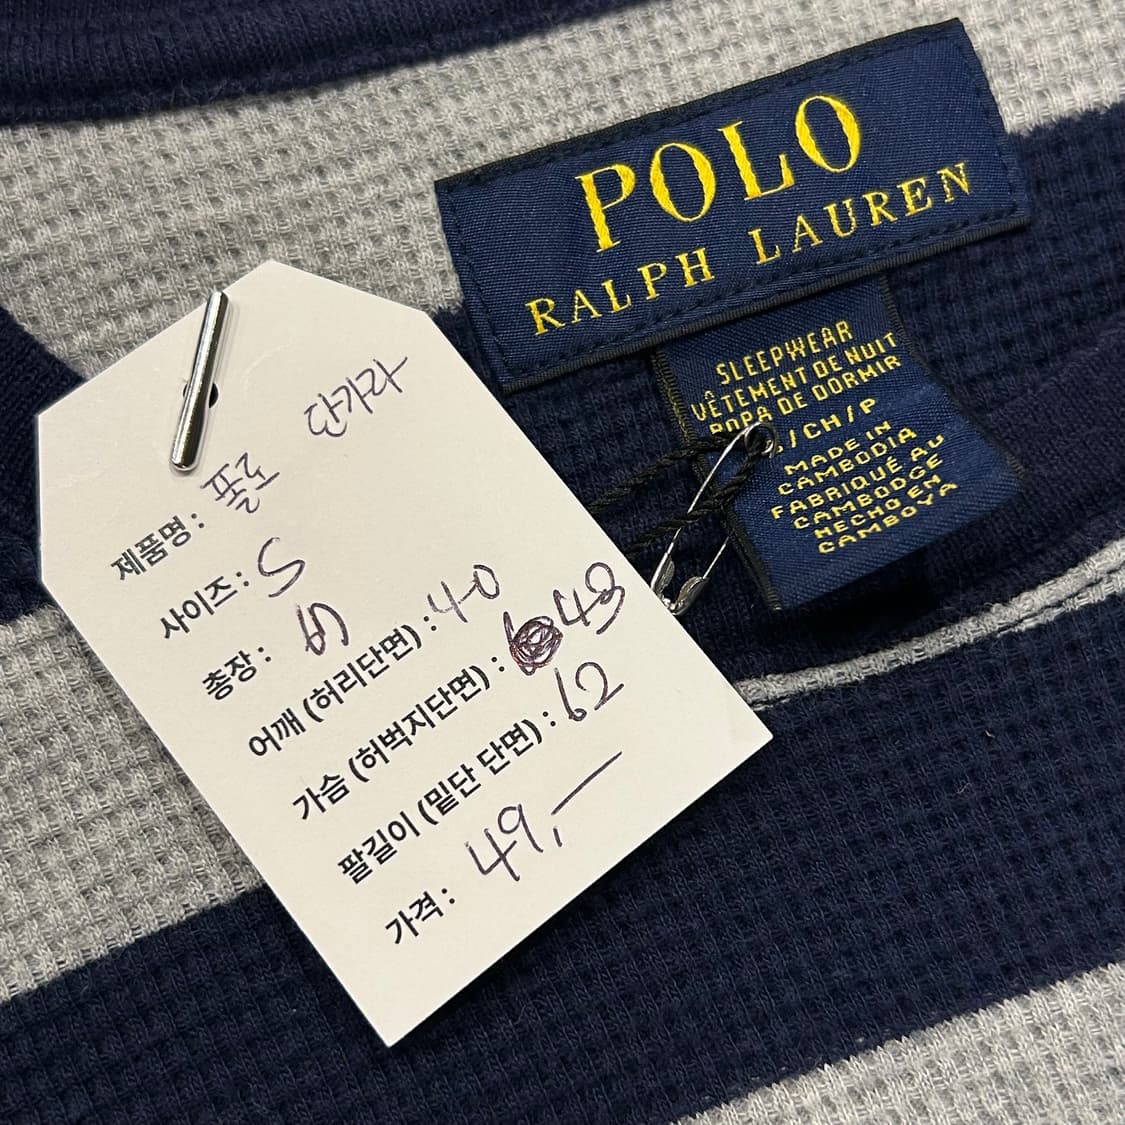 POLO
RALPH LAUREN
SLEEPWEAR
VÊTEMENT DE NUIT
ROPA DE DORMIR
/CH/P
MADE IN
CAMBODIA
FABRIQUÉ AU
CAMBODGE
HECHO EN
CAMBOYA
제품명: 폴로 단가라
사이즈: S
총장:
어깨 (허리단면) : 40
가슴 (허벅지단면) :
팔길이 (밑단 단면) : 62
가격: 49,—